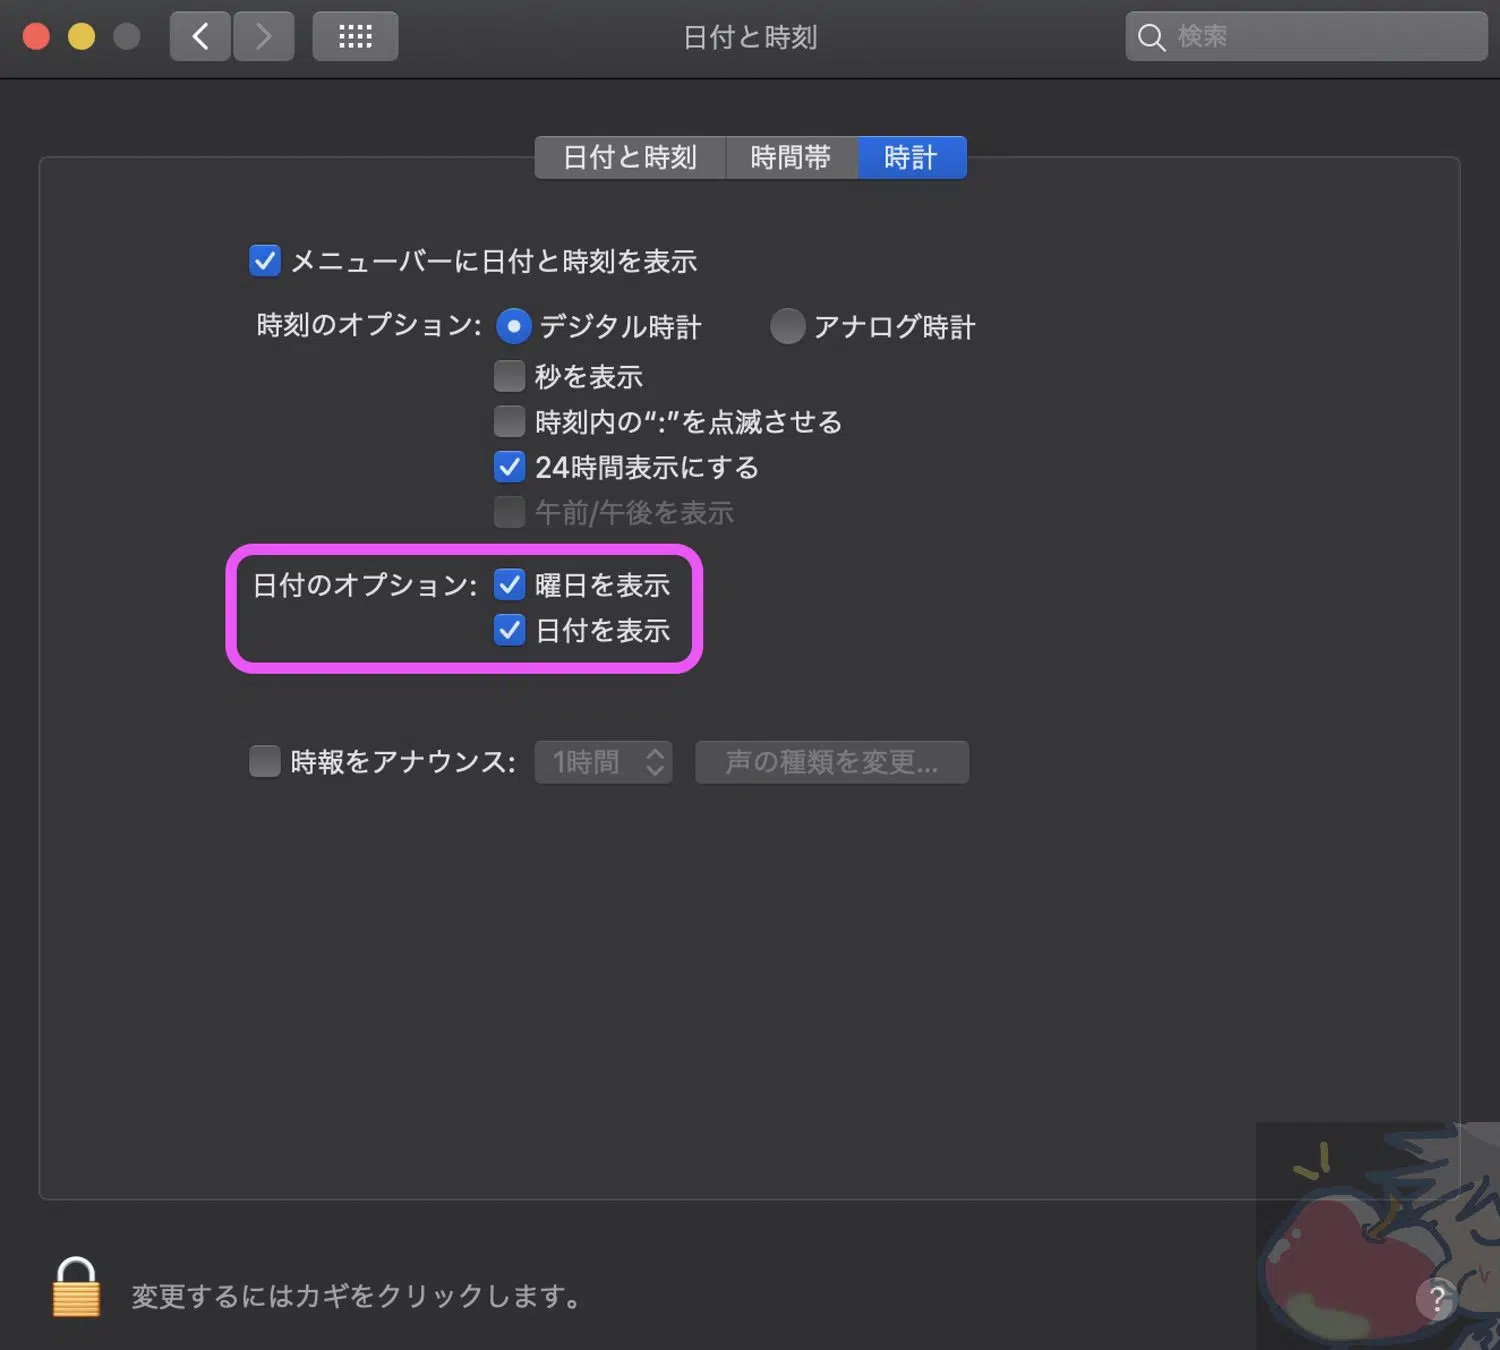 日付と時刻
検索
日付と時刻 時間帯 時計
メニューバーに日付と時刻を表示
時刻のオプション: デジタル時計 アナログ時計
秒を表示
時刻内の“:”を点滅させる
24時間表示にする
午前/午後を表示
日付のオプション: 曜日を表示
日付を表示
時報をアナウンス: 1時間 声の種類を変更...
変更するにはカギをクリックします。
?